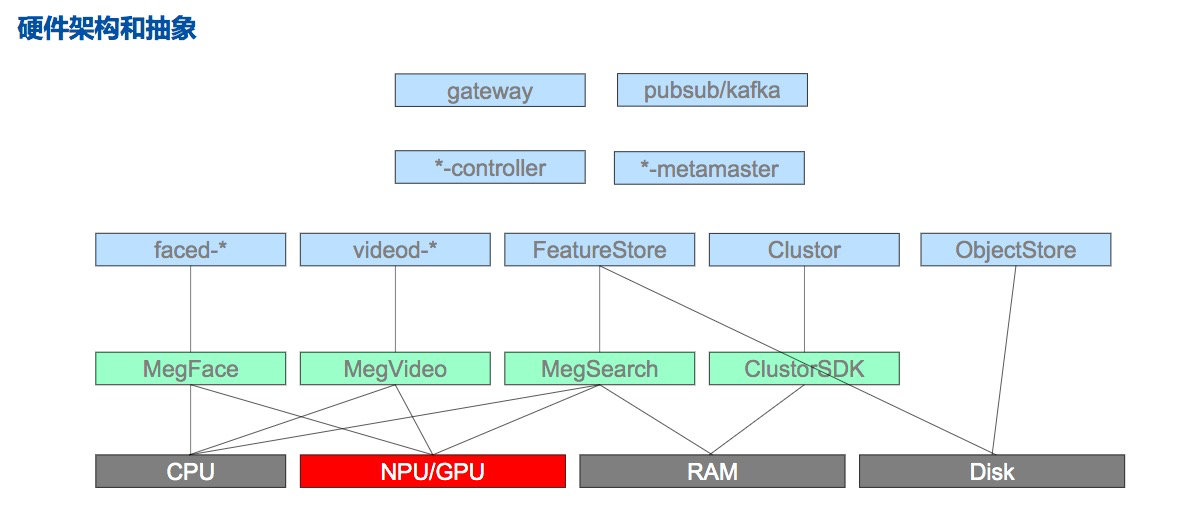 硬件架构和抽象
gateway
pubsub/kafka
*-controller
*-metamaster
faced-*
videod-*
FeatureStore
Clustor
ObjectStore
MegFace
MegVideo
MegSearch
ClustorSDK
CPU
NPU/GPU
RAM
Disk